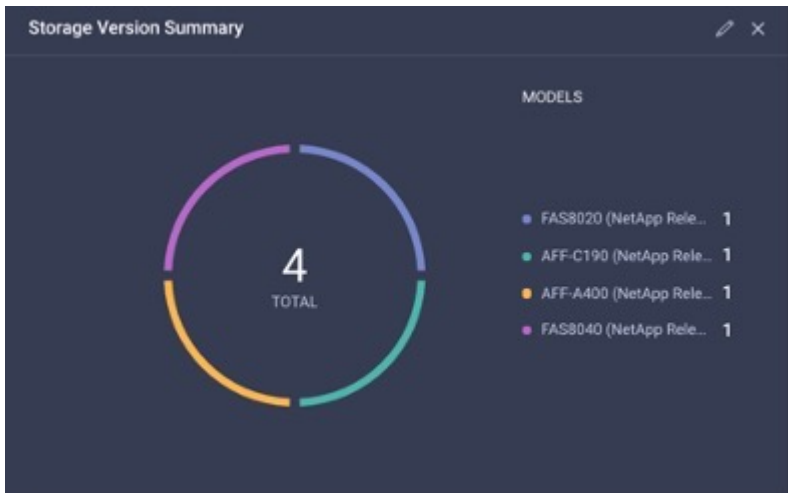 Storage Version Summary
MODELS
4
TOTAL
FAS8020 (NetApp Rele... 1
AFF-C190 (NetApp Rele... 1
AFF-A400 (NetApp Rele... 1
FAS8040 (NetApp Rele... 1